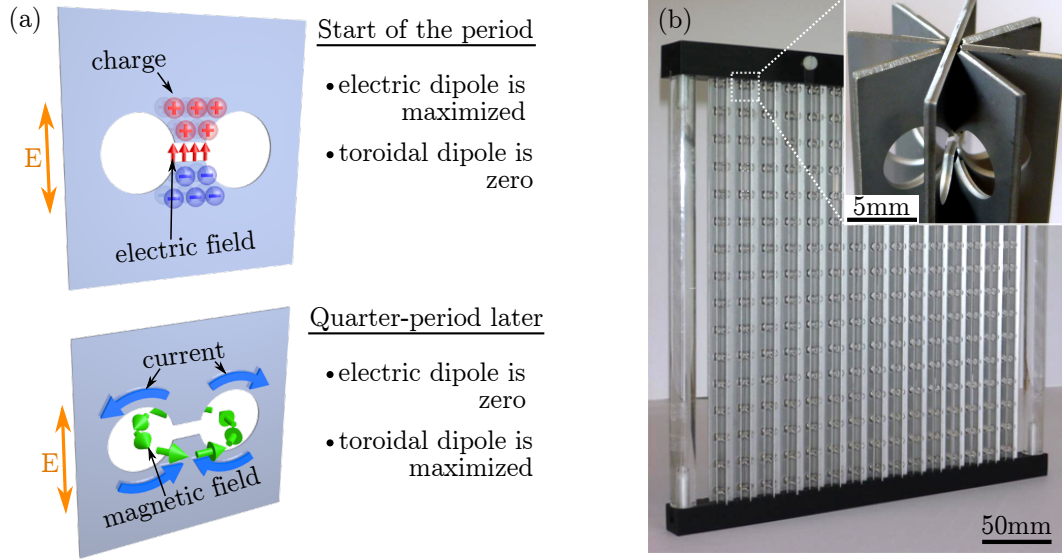 (a)
charge
E
electric field
Start of the period
• electric dipole is
maximized
• toroidal dipole is
zero
current
E
magnetic field
Quarter-period later
• electric dipole is
zero
• toroidal dipole is
maximized
(b)
5mm
50mm